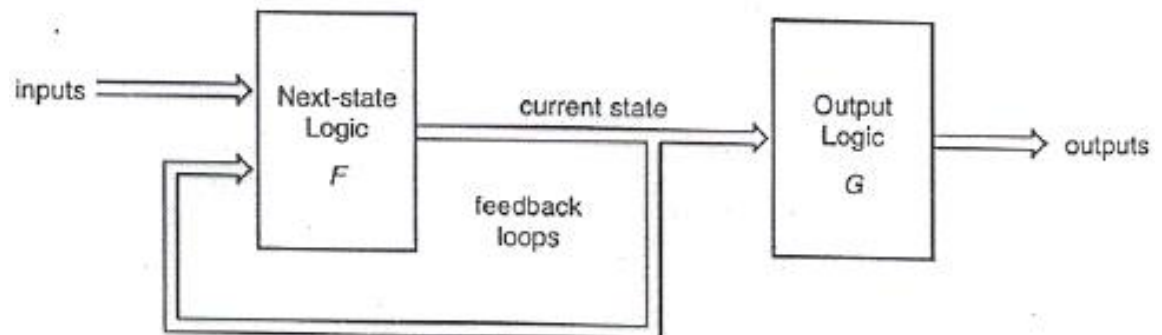 inputs
Next-state
Logic
F
current state
feedback
loops
Output
Logic
G
outputs